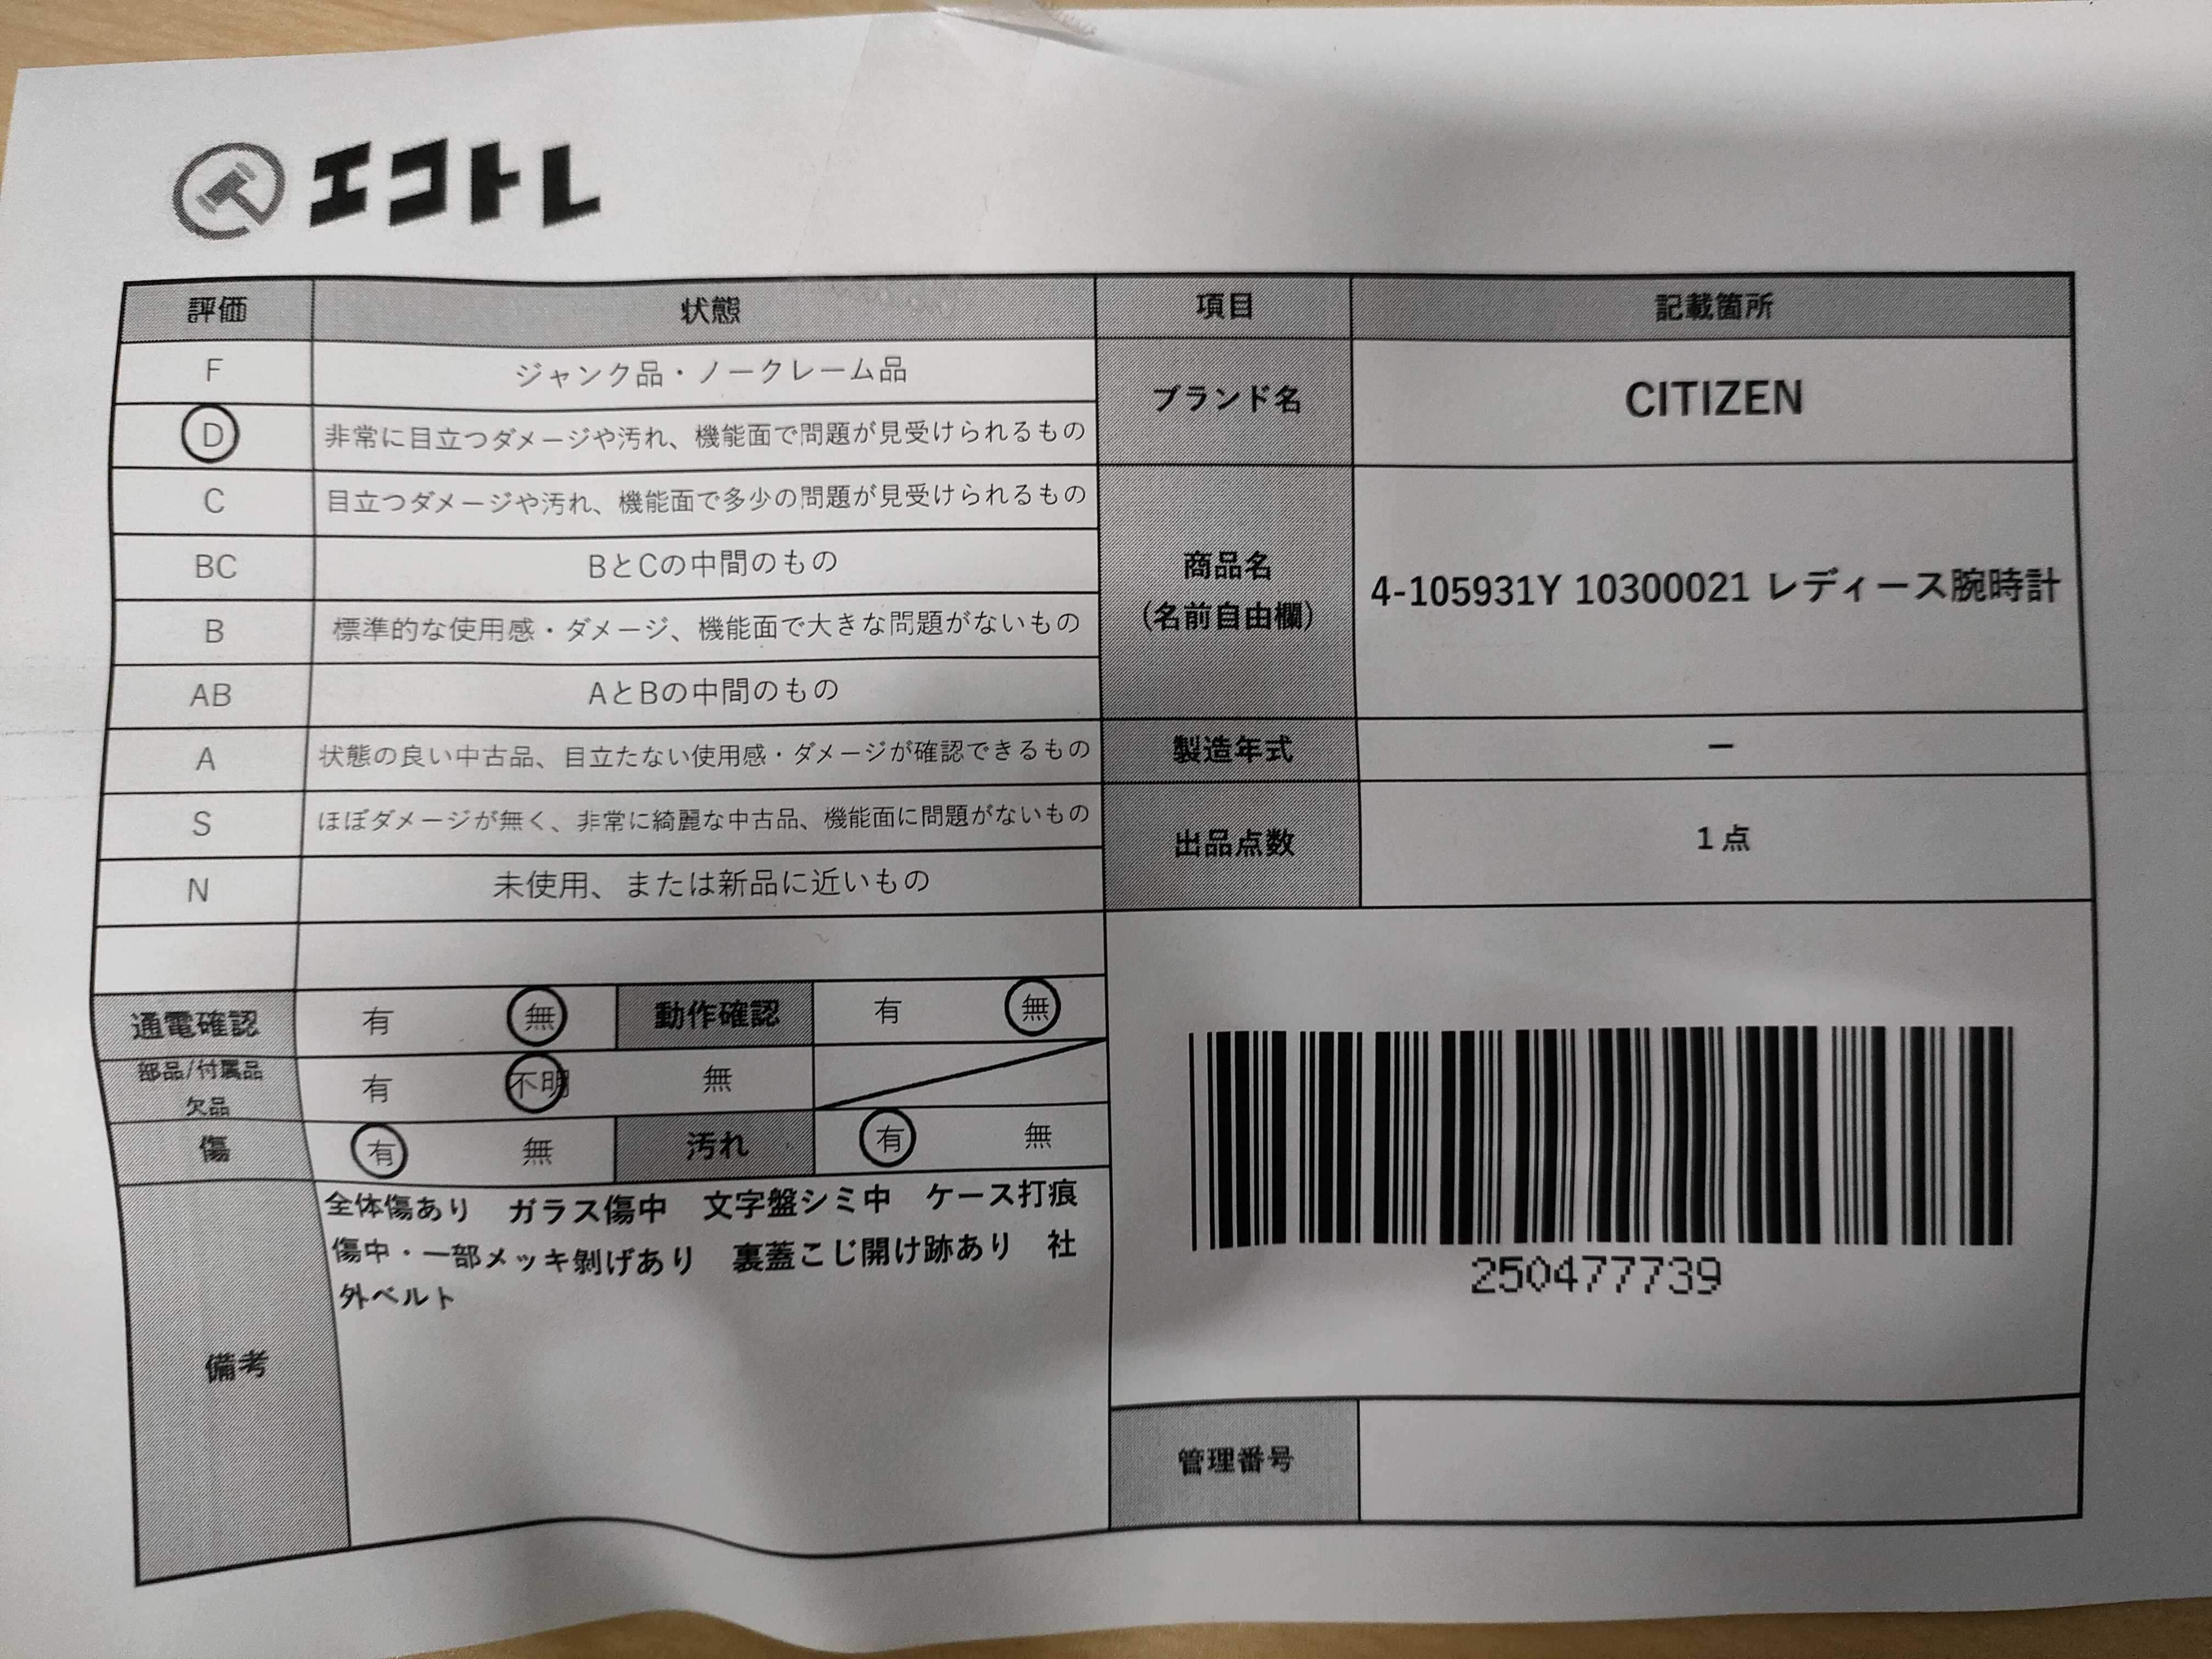 エコトレ
評価 状態 項目 記載箇所
F ジャンク品・ノークレーム品
D 非常に目立つダメージや汚れ、機能面で問題が見受けられるもの
ブランド名 CITIZEN
C 目立つダメージや汚れ、機能面で多少の問題が見受けられるもの
BC BとCの中間のもの
B 標準的な使用感・ダメージ、機能面で大きな問題がないもの
AB AとBの中間のもの
商品名
(名前自由欄)
4-105931Y 10300021 レディース腕時計
A 状態の良い中古品、目立たない使用感・ダメージが確認できるもの
製造年式 ー
S ほぼダメージが無く、非常に綺麗な中古品、機能面に問題がないもの
出品点数 1点
N 未使用、または新品に近いもの
通電確認 有 無 動作確認 有 無
部品/付属品
欠品
有 不明 無
傷 有 無 汚れ 有 無
備考
全体傷あり ガラス傷中 文字盤シミ中 ケース打痕
傷中・一部メッキ剝げあり 裏蓋こじ開け跡あり 社
外ベルト
250477739
管理番号